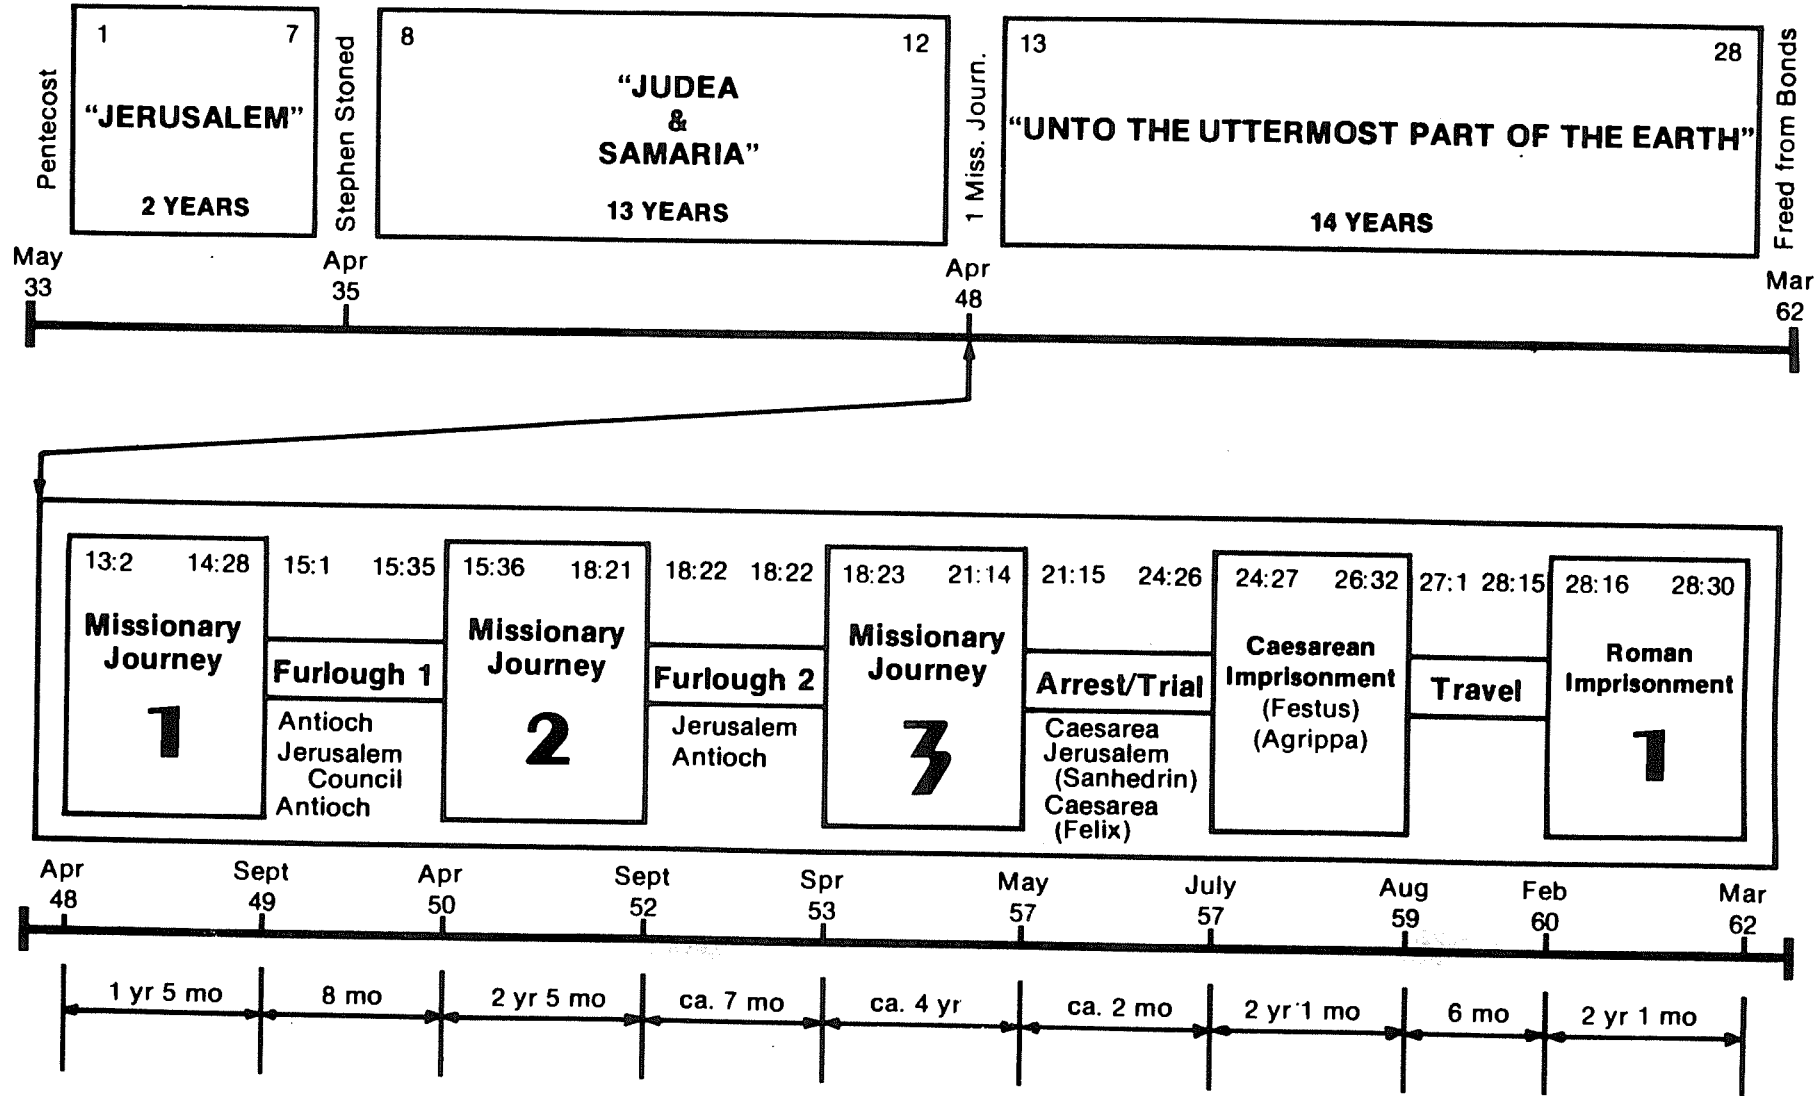 Pentecost
1 7
“JERUSALEM”
2 YEARS
Stephen Stoned
8 12
“JUDEA
&
SAMARIA”
13 YEARS
1 Miss. Journ.
13 28
“UNTO THE UTTERMOST PART OF THE EARTH”
14 YEARS
Freed from Bonds
May
33
Apr
35
Apr
48
Mar
62
13:2 14:28
Missionary
Journey
1
15:1 15:35
Furlough 1
Antioch
Jerusalem
Council
Antioch
15:36 18:21
Missionary
Journey
2
18:22 18:22
Furlough 2
Jerusalem
Antioch
18:23 21:14
Missionary
Journey
3
21:15 24:26
Arrest/Trial
Caesarea
Jerusalem
(Sanhedrin)
Caesarea
(Felix)
24:27 26:32
Caesarean
Imprisonment
(Festus)
(Agrippa)
27:1 28:15
Travel
28:16 28:30
Roman
Imprisonment
1
Apr
48
Sept
49
Apr
50
Sept
52
Spr
53
May
57
July
57
Aug
59
Feb
60
Mar
62
1 yr 5 mo
8 mo
2 yr 5 mo
ca. 7 mo
ca. 4 yr
ca. 2 mo
2 yr 1 mo
6 mo
2 yr 1 mo